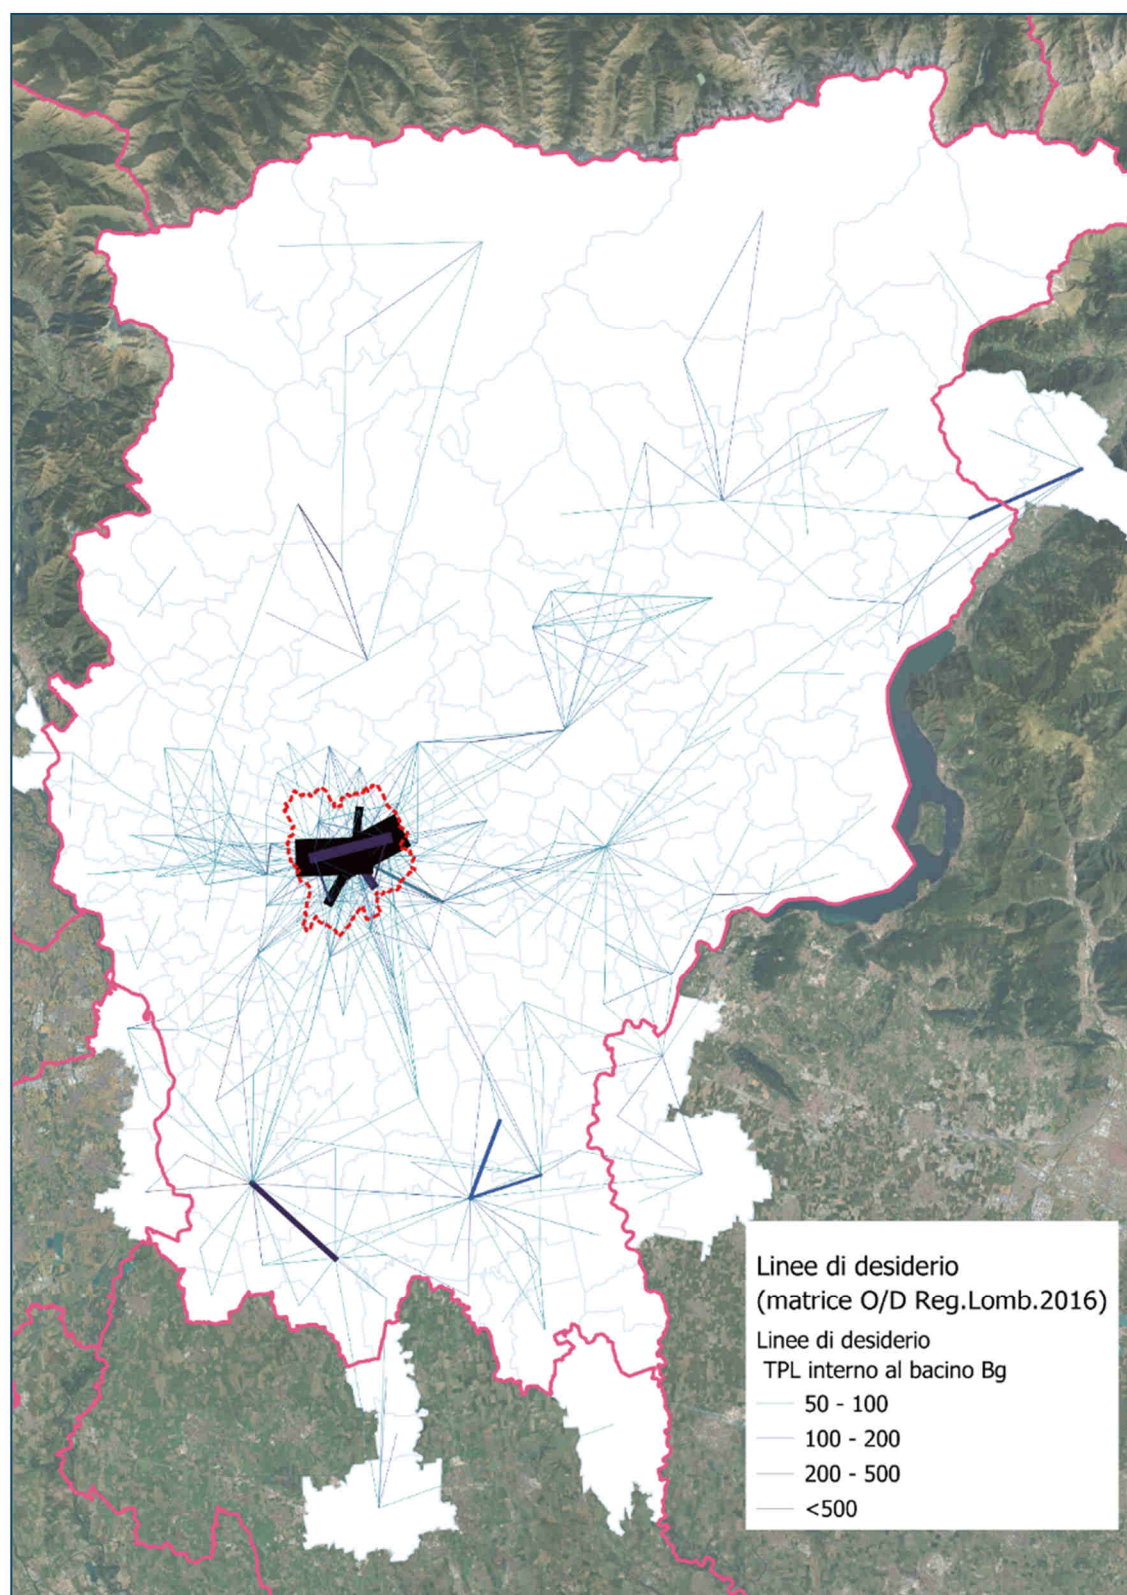 Linee di desiderio
(matrice O/D Reg.Lomb.2016)
Linee di desiderio
TPL interno al bacino Bg
50 - 100
100 - 200
200 - 500
<500